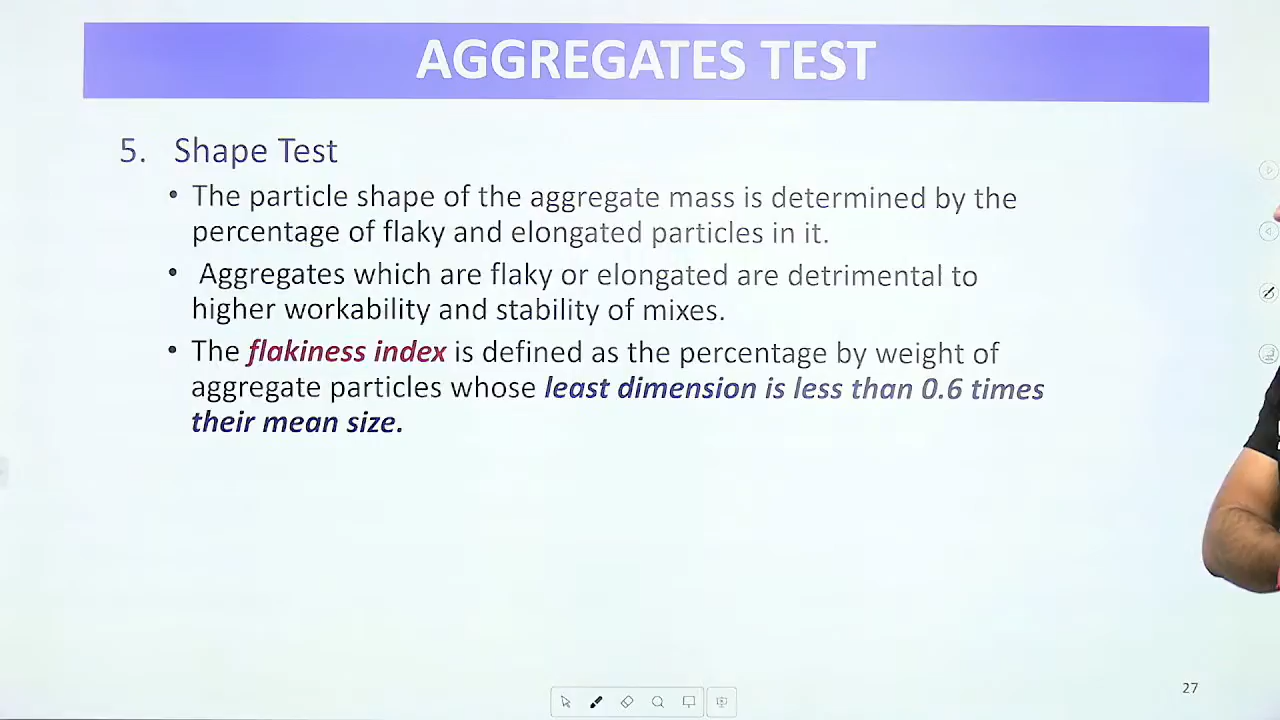 AGGREGATES TEST
5. Shape Test
• The particle shape of the aggregate mass is determined by the
percentage of flaky and elongated particles in it.
• Aggregates which are flaky or elongated are detrimental to
higher workability and stability of mixes.
• The flakiness index is defined as the percentage by weight of
aggregate particles whose least dimension is less than 0.6 times
their mean size.
27